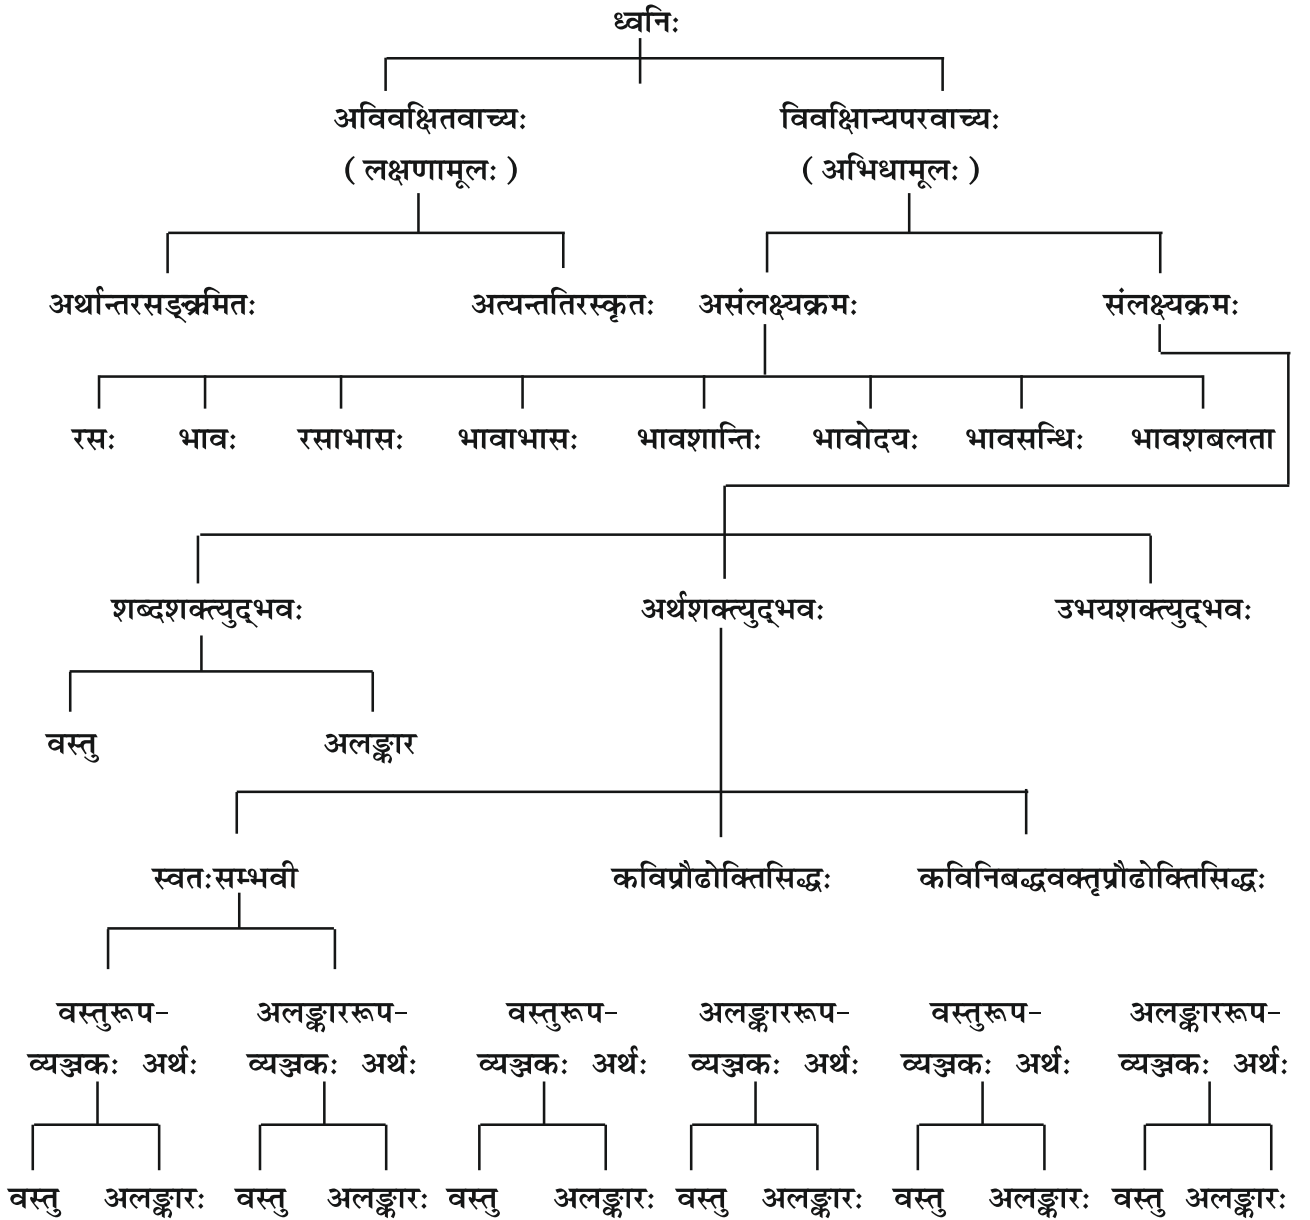 ध्वनिः
अविवक्षितवाच्यः विवक्षिान्यपरवाच्यः
( लक्षणामूलः ) ( अभिधामूलः )
अर्थान्तरसङ्क्रमितः अत्यन्ततिरस्कृतः असंलक्ष्यक्रमः संलक्ष्यक्रमः
रसः भावः रसाभासः भावाभासः भावशान्तिः भावोदयः भावसन्धिः भावशबलता
शब्दशक्त्युद्भवः अर्थशक्त्युद्भवः उभयशक्त्युद्भवः
वस्तु अलङ्कार
स्वतःसम्भवी कविप्रौढोक्तिसिद्धः कविनिबद्धवक्तृप्रौढोक्तिसिद्धः
वस्तुरूप- अलङ्काररूप- वस्तुरूप- अलङ्काररूप- वस्तुरूप- अलङ्काररूप-
व्यञ्जकः अर्थः व्यञ्जकः अर्थः व्यञ्जकः अर्थः व्यञ्जकः अर्थः व्यञ्जकः अर्थः व्यञ्जकः अर्थः
वस्तु अलङ्कारः वस्तु अलङ्कारः वस्तु अलङ्कारः वस्तु अलङ्कारः वस्तु अलङ्कारः वस्तु अलङ्कारः